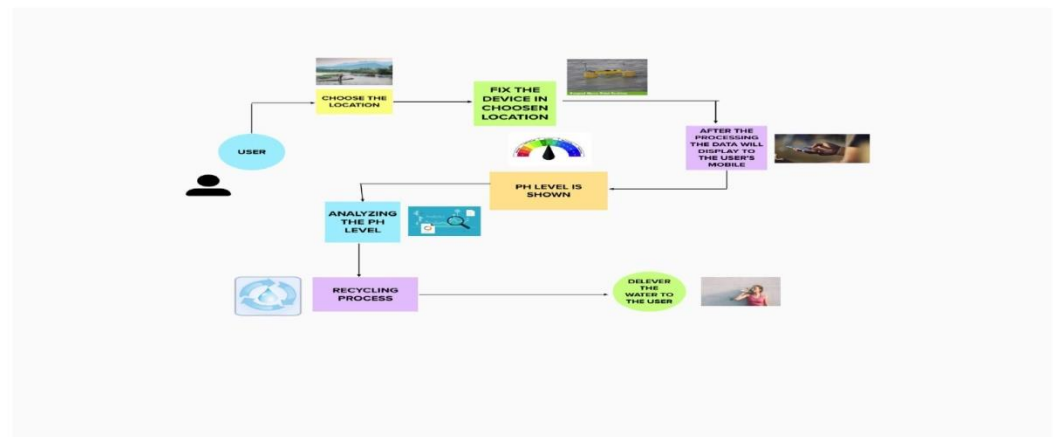 USER
CHOOSE THE
LOCATION
FIX THE
DEVICE IN
CHOOSEN
LOCATION
AFTER THE
PROCESSING
THE DATA WILL
DISPLAY TO
THE USER'S
MOBILE
PH LEVEL IS
SHOWN
ANALYZING
THE PH
LEVEL
RECYCLING
PROCESS
DELEVER
THE
WATER TO
THE USER